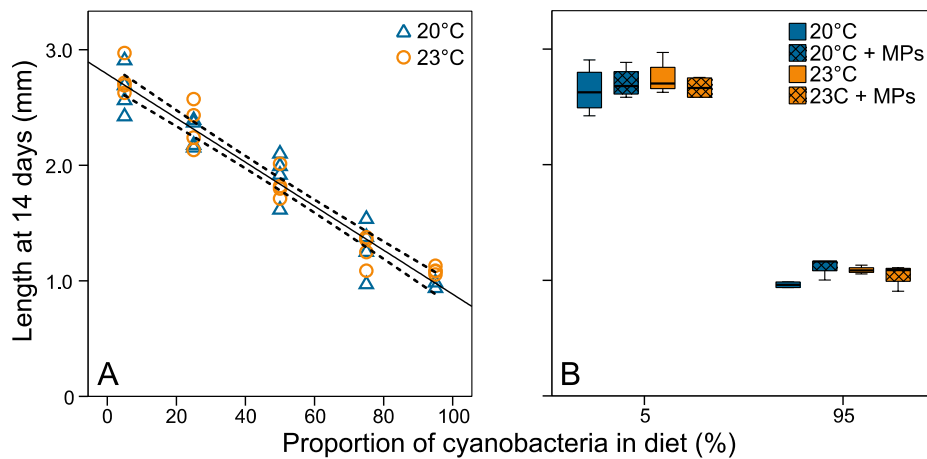 Length at 14 days (mm)
3.0
2.0
1.0
0
20°C
23°C
A
0
20
40
60
80
100
20°C
20°C + MPs
23°C
23C + MPs
B
5
95
Proportion of cyanobacteria in diet (%)